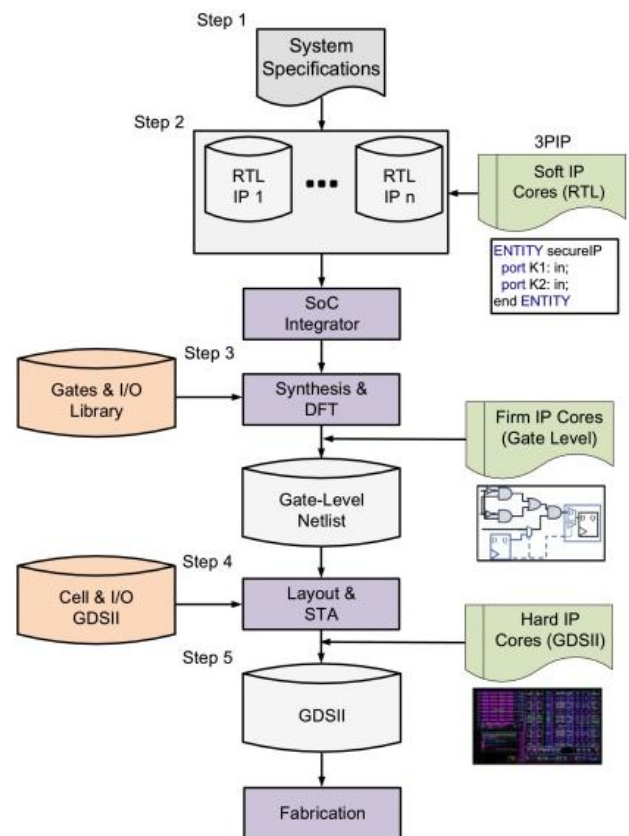 Step 1
System
Specifications
Step 2
RTL
IP 1
RTL
IP n
3PIP
Soft IP
Cores (RTL)
ENTITY secureIP
port K1: in;
port K2: in;
end ENTITY
SoC
Integrator
Step 3
Gates & I/O
Library
Synthesis &
DFT
Firm IP Cores
(Gate Level)
Gate-Level
Netlist
Step 4
Cell & I/O
GDSII
Layout &
STA
Hard IP
Cores (GDSII)
Step 5
GDSII
Fabrication